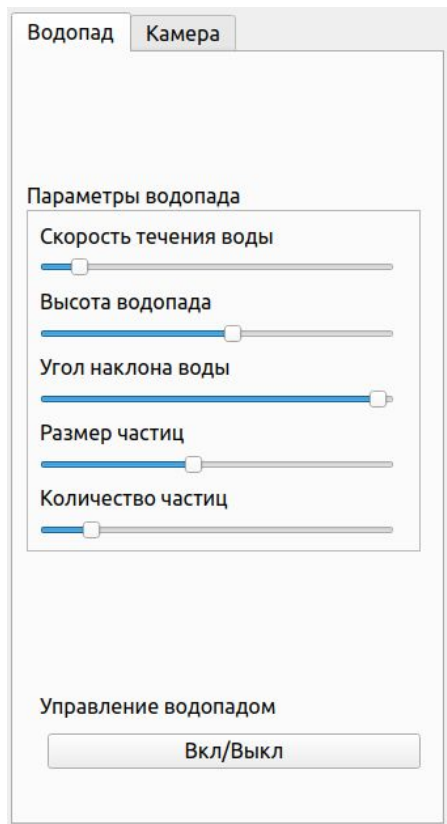 Водопад Камера
Параметры водопада
Скорость течения воды
Высота водопада
Угол наклона воды
Размер частиц
Количество частиц
Управление водопадом
Вкл/Выкл